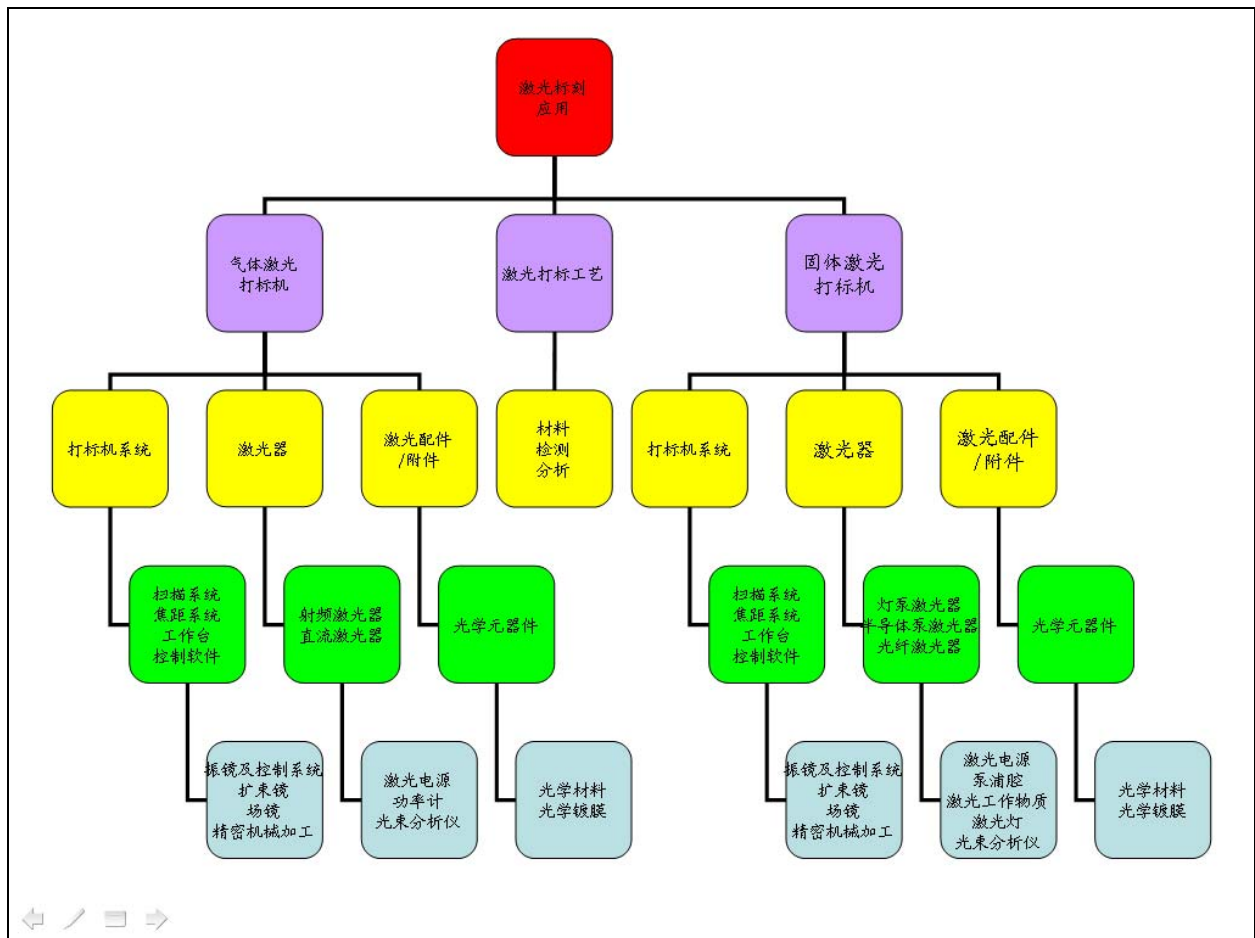 激光标刻
应用
气体激光
打标机
激光打标工艺
固体激光
打标机
打标机系统
激光器
激光配件
/附件
材料
检测
分析
打标机系统
激光器
激光配件
/附件
扫描系统
焦距系统
工作台
控制软件
射频激光器
直流激光器
光学元器件
扫描系统
焦距系统
工作台
控制软件
灯泵激光器
半导体泵激光器
光纤激光器
光学元器件
振镜及控制系统
扩束镜
场镜
精密机械加工
激光电源
功率计
光束分析仪
光学材料
光学镀膜
振镜及控制系统
扩束镜
场镜
精密机械加工
激光电源
泵浦腔
激光工作物质
激光灯
光束分析仪
光学材料
光学镀膜